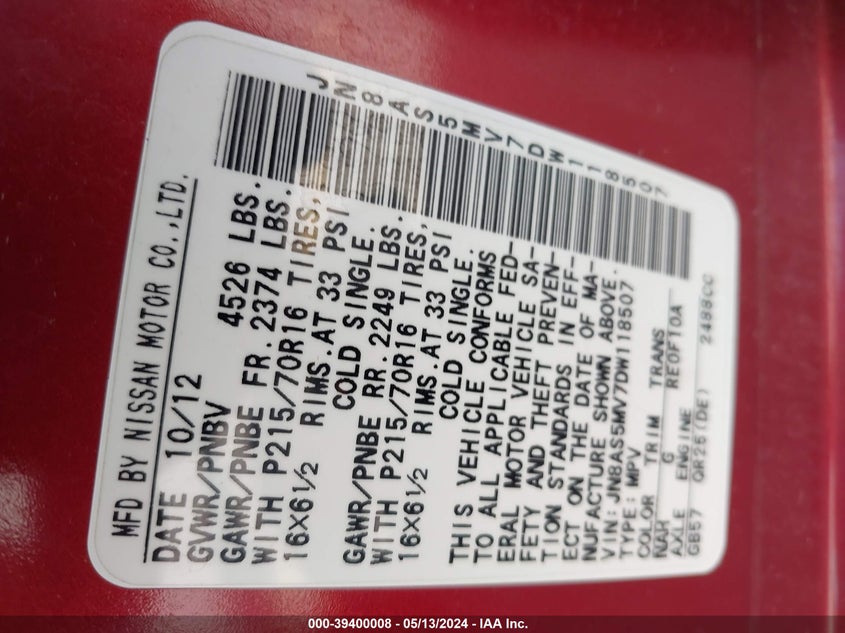 JN8AS5MV7DW118507
MFD BY NISSAN MOTOR CO.,LTD.
DATE 10/12
GVWR/PNBV 4526 LBS.
GAWR/PNBE FR. 2374 LBS.
WITH P215/70R16 TIRES,
16X6½ RIMS.AT 33 PSI
COLD SINGLE.
GAWR/PNBE RR. 2249 LBS.
WITH P215/70R16 TIRES,
16X6½ RIMS.AT 33 PSI
COLD SINGLE.
THIS VEHICLE CONFORMS
TO ALL APPLICABLE FED-
ERAL MOTOR VEHICLE SA-
FETY AND THEFT PREVEN-
TION STANDARDS IN EFF-
ECT ON THE DATE OF MA-
NUFACTURE SHOWN ABOVE.
VIN: JN8AS5MV7DW118507
TYPE: MPV
COLOR TRIM TRANS
NAH G RE0F10A
AXLE ENGINE
GB57 QR25(DE) 2488CC
000-39400008 - 05/13/2024 - IAA Inc.